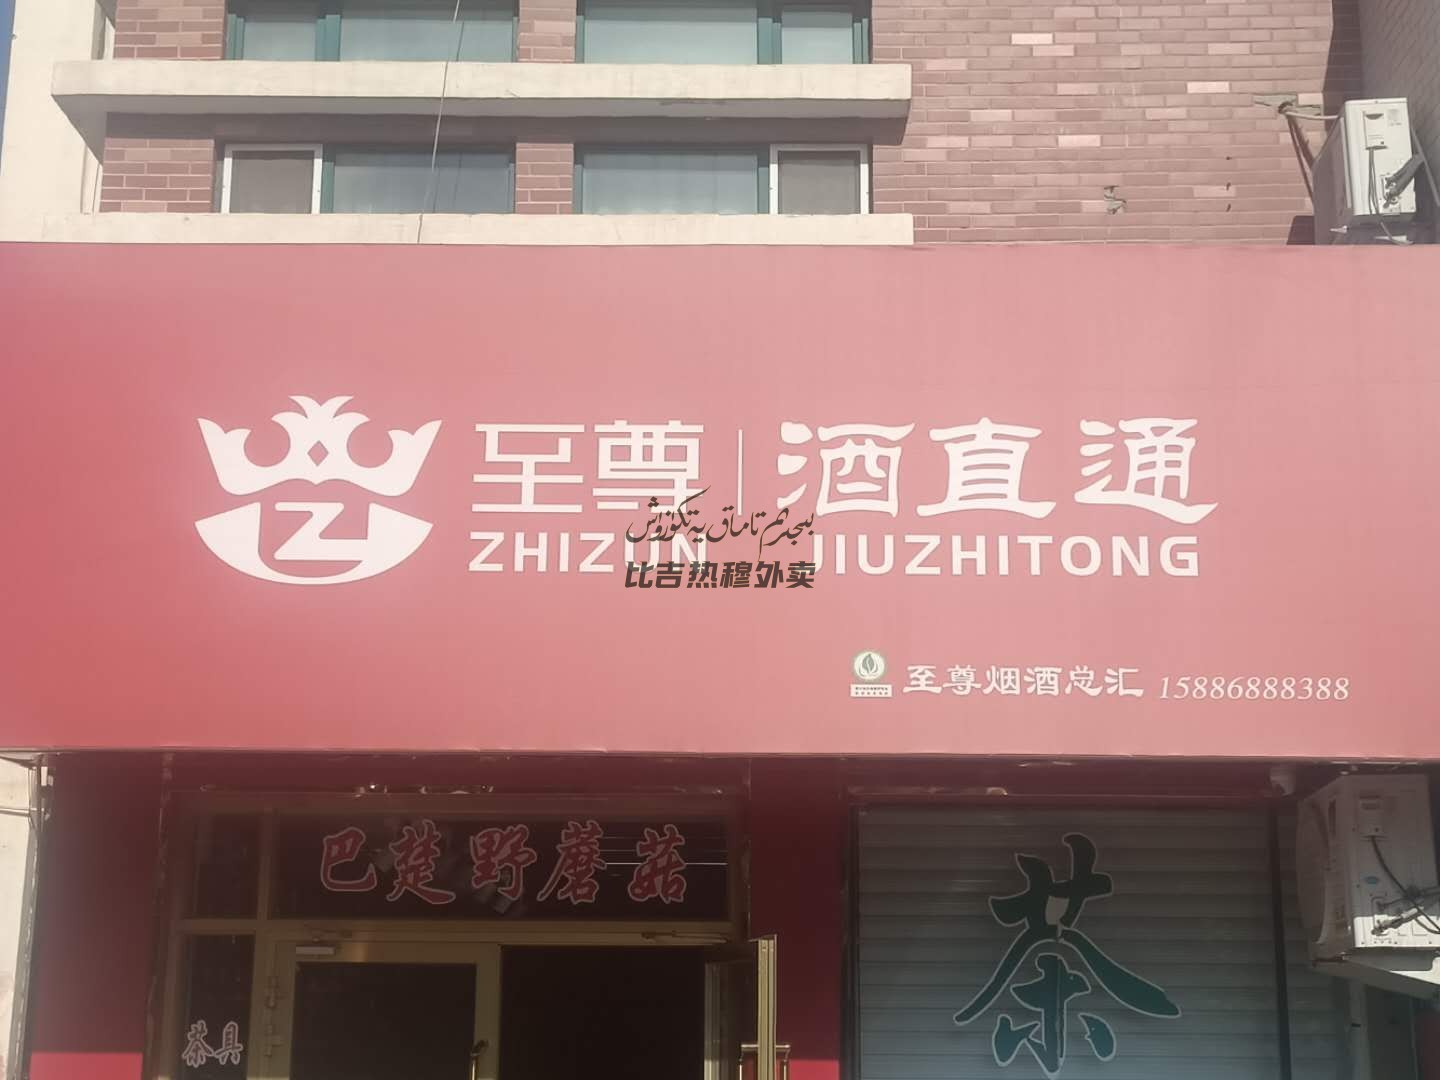 至尊 | 酒直通
ZHIZUN JIUZHITONG
بىجىرىم تاماق يەتكۈزۈش
比吉热穆外卖
至尊烟酒总汇 15886888388
巴楚野蘑菇
茶
茶具